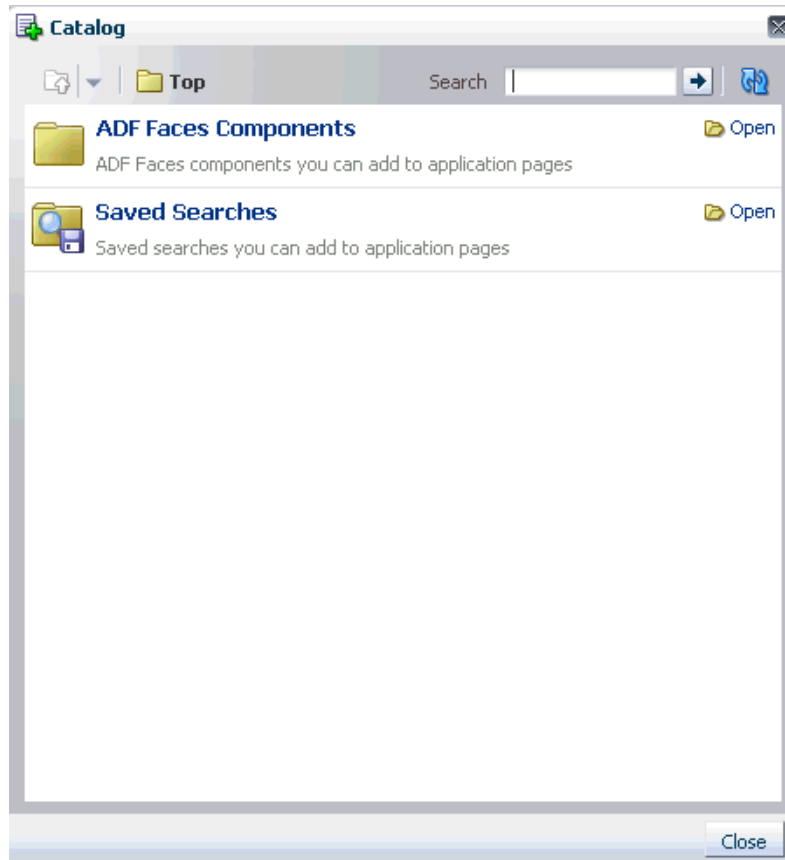 Catalog
Top Search
ADF Faces Components Open
ADF Faces components you can add to application pages
Saved Searches Open
Saved searches you can add to application pages
Close